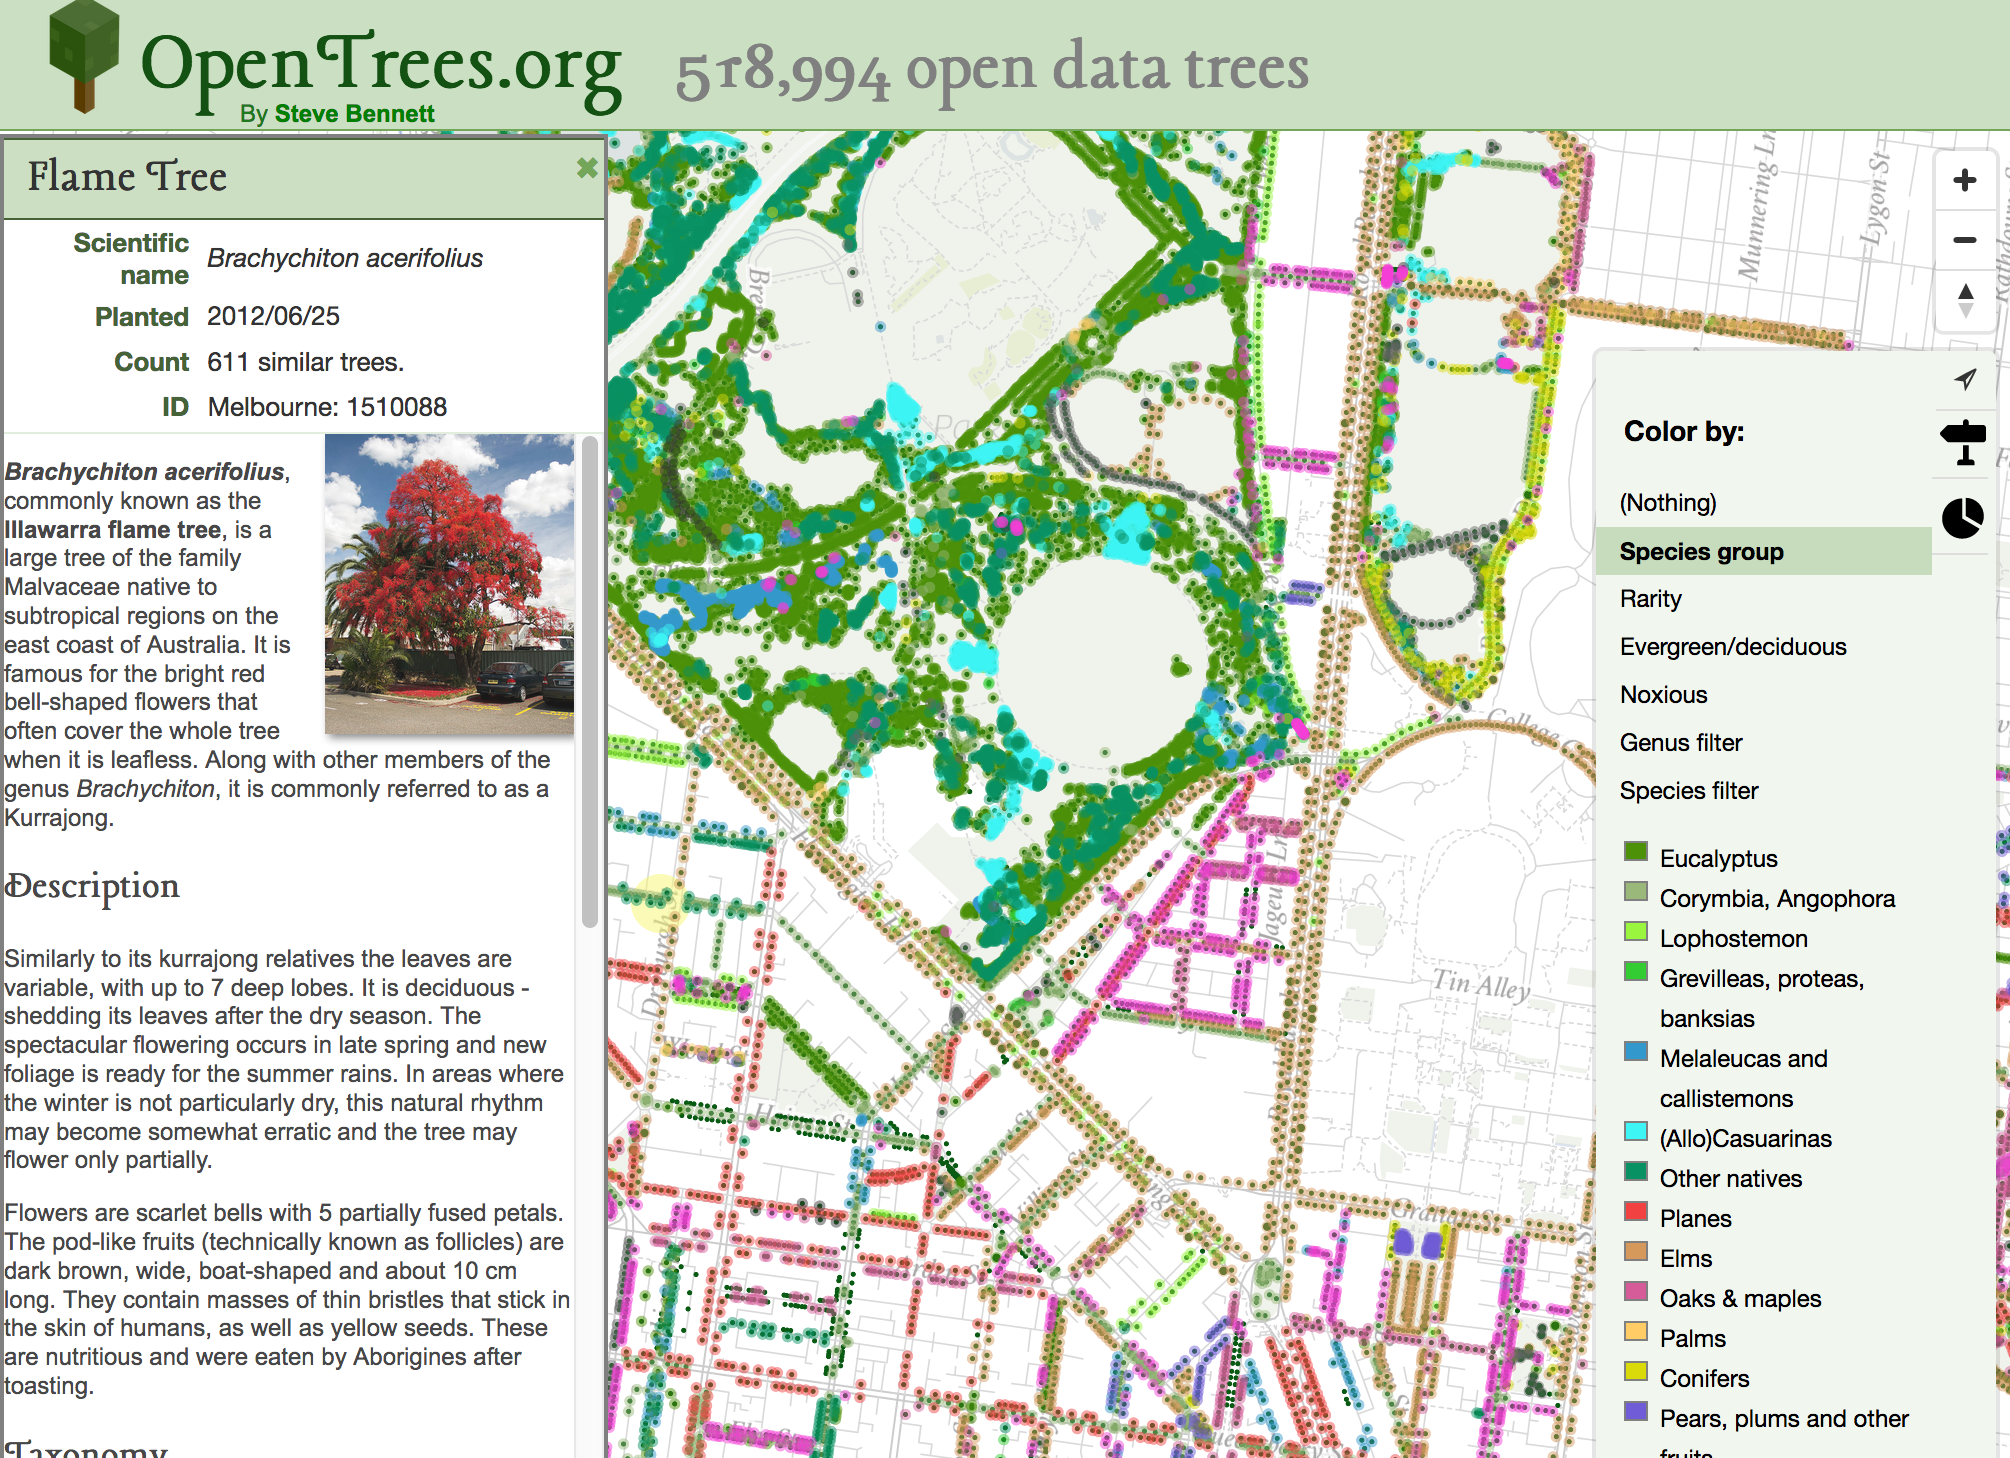 OpenTrees.org
By Steve Bennett
518,994 open data trees
Flame Tree
Scientific name
Brachychiton acerifolius
Planted
2012/06/25
Count
611 similar trees.
ID
Melbourne: 1510088
Brachychiton acerifolius,
commonly known as the
Illawarra flame tree, is a
large tree of the family
Malvaceae native to
subtropical regions on the
east coast of Australia. It is
famous for the bright red
bell-shaped flowers that
often cover the whole tree
when it is leafless. Along with other members of the
genus Brachychiton, it is commonly referred to as a
Kurrajong.
Description
Similarly to its kurrajong relatives the leaves are
variable, with up to 7 deep lobes. It is deciduous -
shedding its leaves after the dry season. The
spectacular flowering occurs in late spring and new
foliage is ready for the summer rains. In areas where
the winter is not particularly dry, this natural rhythm
may become somewhat erratic and the tree may
flower only partially.
Flowers are scarlet bells with 5 partially fused petals.
The pod-like fruits (technically known as follicles) are
dark brown, wide, boat-shaped and about 10 cm
long. They contain masses of thin bristles that stick in
the skin of humans, as well as yellow seeds. These
are nutritious and were eaten by Aborigines after
toasting.
Taxonomy
Munnering Ln
Lygon St
College C
Tin Alley
Grattan St
Color by:
(Nothing)
Species group
Rarity
Evergreen/deciduous
Noxious
Genus filter
Species filter
Eucalyptus
Corymbia, Angophora
Lophostemon
Grevilleas, proteas,
banksias
Melaleucas and
callistemons
(Allo)Casuarinas
Other natives
Planes
Elms
Oaks & maples
Palms
Conifers
Pears, plums and other
fruits